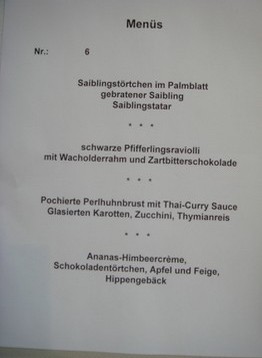 Menüs
Nr.: 6
Saiblingstörtchen im Palmblatt
gebratener Saibling
Saiblingstatar
* * *
schwarze Pfifferlingsraviolli
mit Wacholderrahm und Zartbitterschokolade
* * *
Pochierte Perlhuhnbrust mit Thai-Curry Sauce
Glasierten Karotten, Zucchini, Thymianreis
* * *
Ananas-Himbeercréme,
Schokoladentörtchen, Apfel und Feige,
Hippengebäck